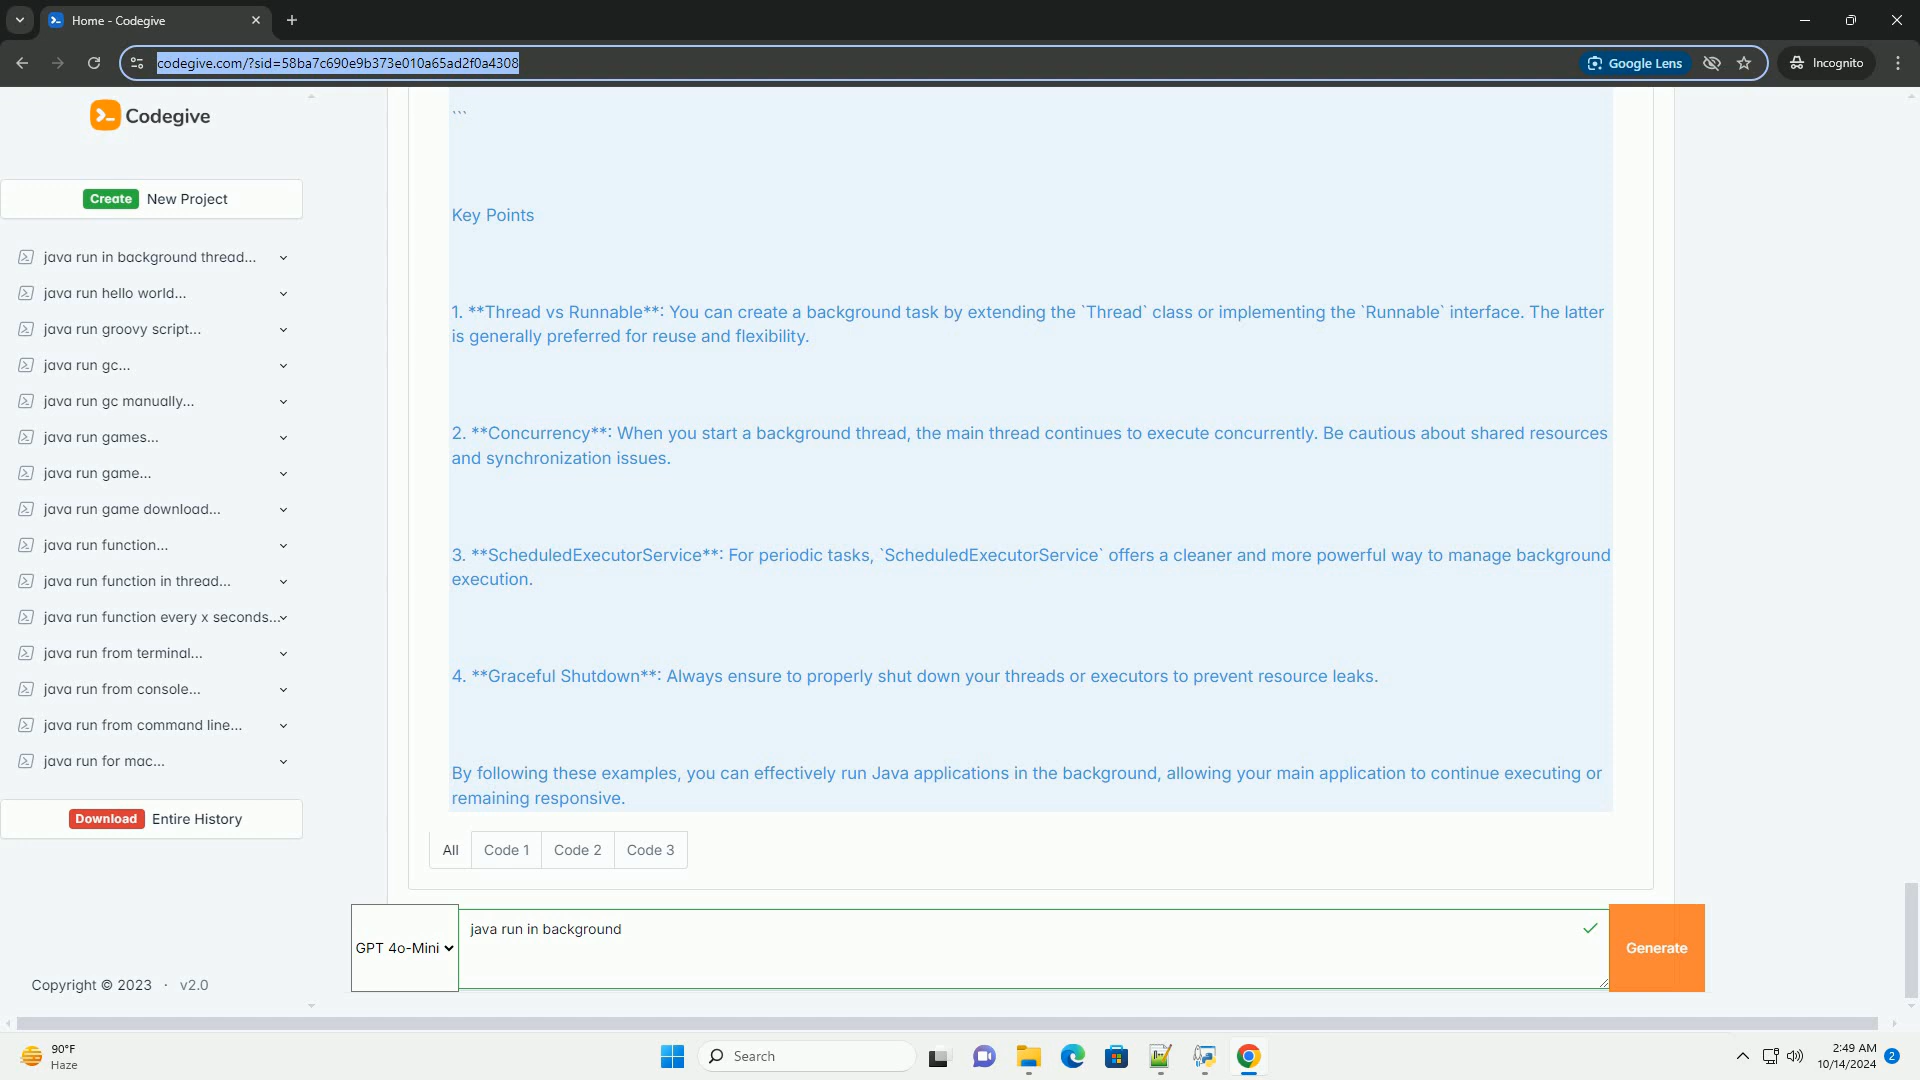 Home - Codegive
codegive.com/?sid=58ba7c690e9b373e010a65ad2f0a4308
Google Lens
Incognito
Codegive
Create New Project
java run in background thread...
java run hello world...
java run groovy script...
java run gc...
java run gc manually...
java run games...
java run game...
java run game download...
java run function...
java run function in thread...
java run function every x seconds...
java run from terminal...
java run from console...
java run from command line...
java run for mac...
Download Entire History
Copyright © 2023 · v2.0
```
Key Points
1. **Thread vs Runnable**: You can create a background task by extending the `Thread` class or implementing the `Runnable` interface. The latter
is generally preferred for reuse and flexibility.
2. **Concurrency**: When you start a background thread, the main thread continues to execute concurrently. Be cautious about shared resources
and synchronization issues.
3. **ScheduledExecutorService**: For periodic tasks, `ScheduledExecutorService` offers a cleaner and more powerful way to manage background
execution.
4. **Graceful Shutdown**: Always ensure to properly shut down your threads or executors to prevent resource leaks.
By following these examples, you can effectively run Java applications in the background, allowing your main application to continue executing or
remaining responsive.
All Code 1 Code 2 Code 3
GPT 4o-Mini
java run in background
Generate
90°F
Haze
Search
2:49 AM
10/14/2024
2